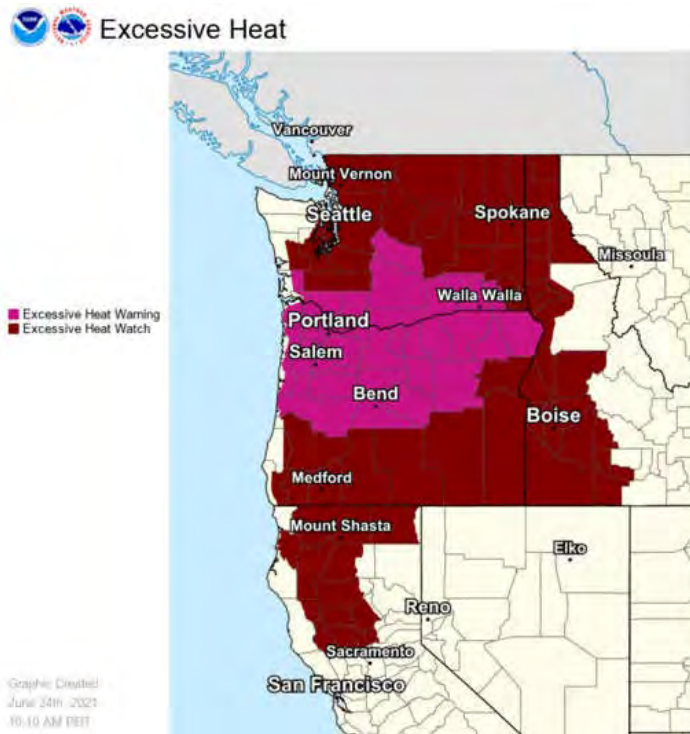 Excessive Heat
Vancouver
Mount Vernon
Seattle
Spokane
Missoula
Walla Walla
Excessive Heat Warning
Excessive Heat Watch
Portland
Salem
Bend
Boise
Medford
Mount Shasta
Elko
Reno
Sacramento
San Francisco
Graphic Created
June 24th, 2021
10:10 AM PDT